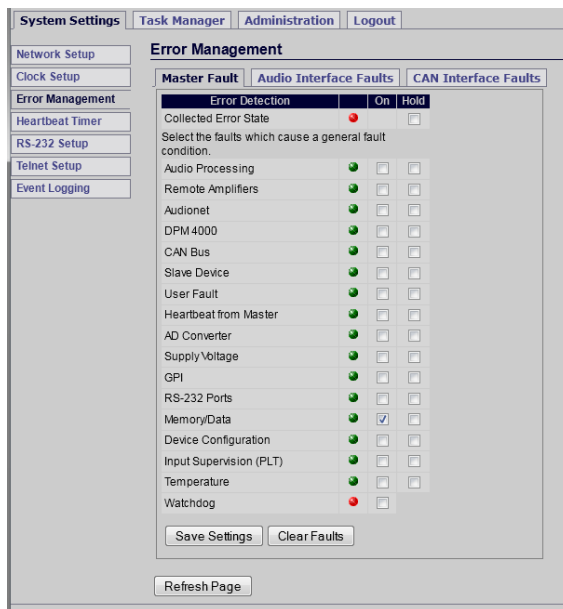 System Settings Task Manager Administration Logout
Network Setup
Clock Setup
Error Management
Heartbeat Timer
RS-232 Setup
Telnet Setup
Event Logging
Error Management
Master Fault Audio Interface Faults CAN Interface Faults
Error Detection On Hold
Collected Error State
Select the faults which cause a general fault
condition.
Audio Processing
Remote Amplifiers
Audionet
DPM 4000
CAN Bus
Slave Device
User Fault
Heartbeat from Master
AD Converter
Supply Voltage
GPI
RS-232 Ports
Memory/Data
Device Configuration
Input Supervision (PLT)
Temperature
Watchdog
Save Settings Clear Faults
Refresh Page